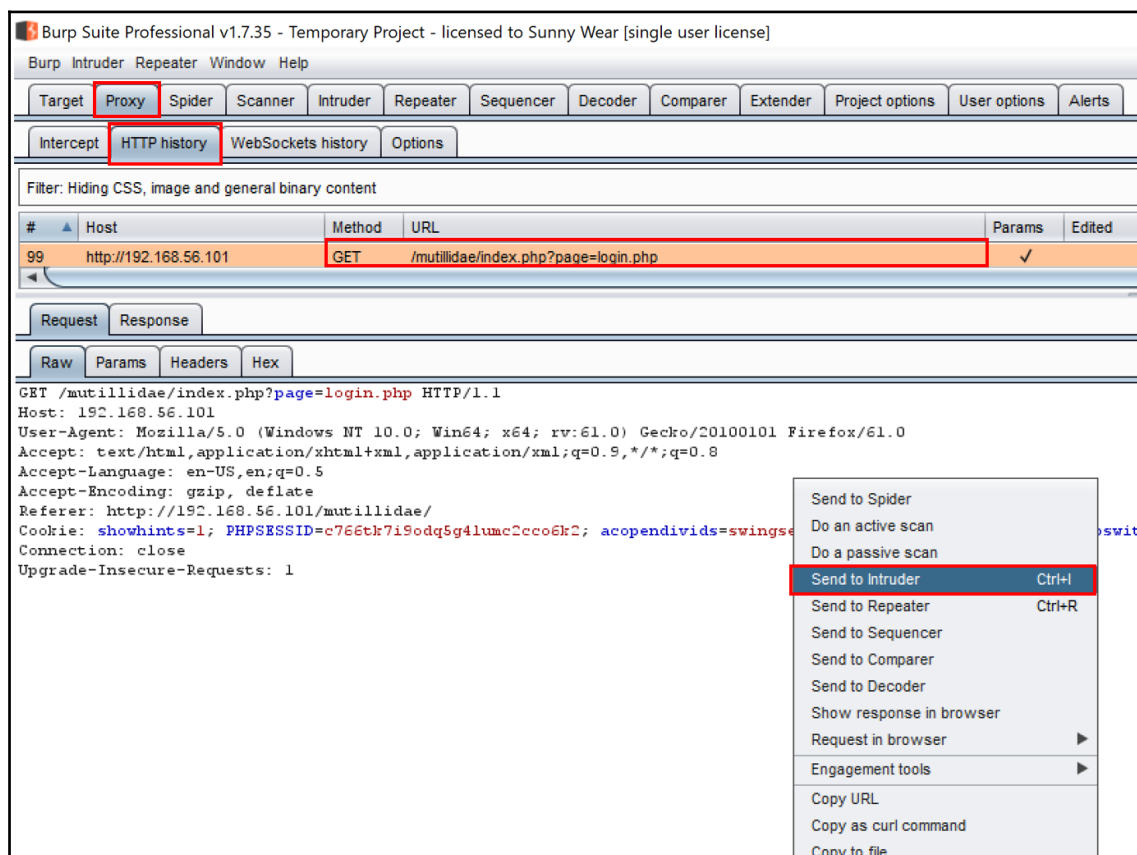 Burp Suite Professional v1.7.35 - Temporary Project - licensed to Sunny Wear [single user license]
Burp Intruder Repeater Window Help
Target Proxy Spider Scanner Intruder Repeater Sequencer Decoder Comparer Extender Project options User options Alerts
Intercept HTTP history WebSockets history Options
Filter: Hiding CSS, image and general binary content
# Host Method URL Params Edited
99 http://192.168.56.101 GET /mutillidae/index.php?page=login.php ✓
Request Response
Raw Params Headers Hex
GET /mutillidae/index.php?page=login.php HTTP/1.1
Host: 192.168.56.101
User-Agent: Mozilla/5.0 (Windows NT 10.0; Win64; x64; rv:61.0) Gecko/20100101 Firefox/61.0
Accept: text/html,application/xhtml+xml,application/xml;q=0.9,*/*;q=0.8
Accept-Language: en-US,en;q=0.5
Accept-Encoding: gzip, deflate
Referer: http://192.168.56.101/mutillidae/
Cookie: showhints=1; PHPSESSID=c766tk7i9odq5g4lumc2cco6k2; acopendivids=swingse
Connection: close
Upgrade-Insecure-Requests: 1
Send to Spider
Do an active scan
Do a passive scan
Send to Intruder Ctrl+I
Send to Repeater Ctrl+R
Send to Sequencer
Send to Comparer
Send to Decoder
Show response in browser
Request in browser
Engagement tools
Copy URL
Copy as curl command
Copy to file